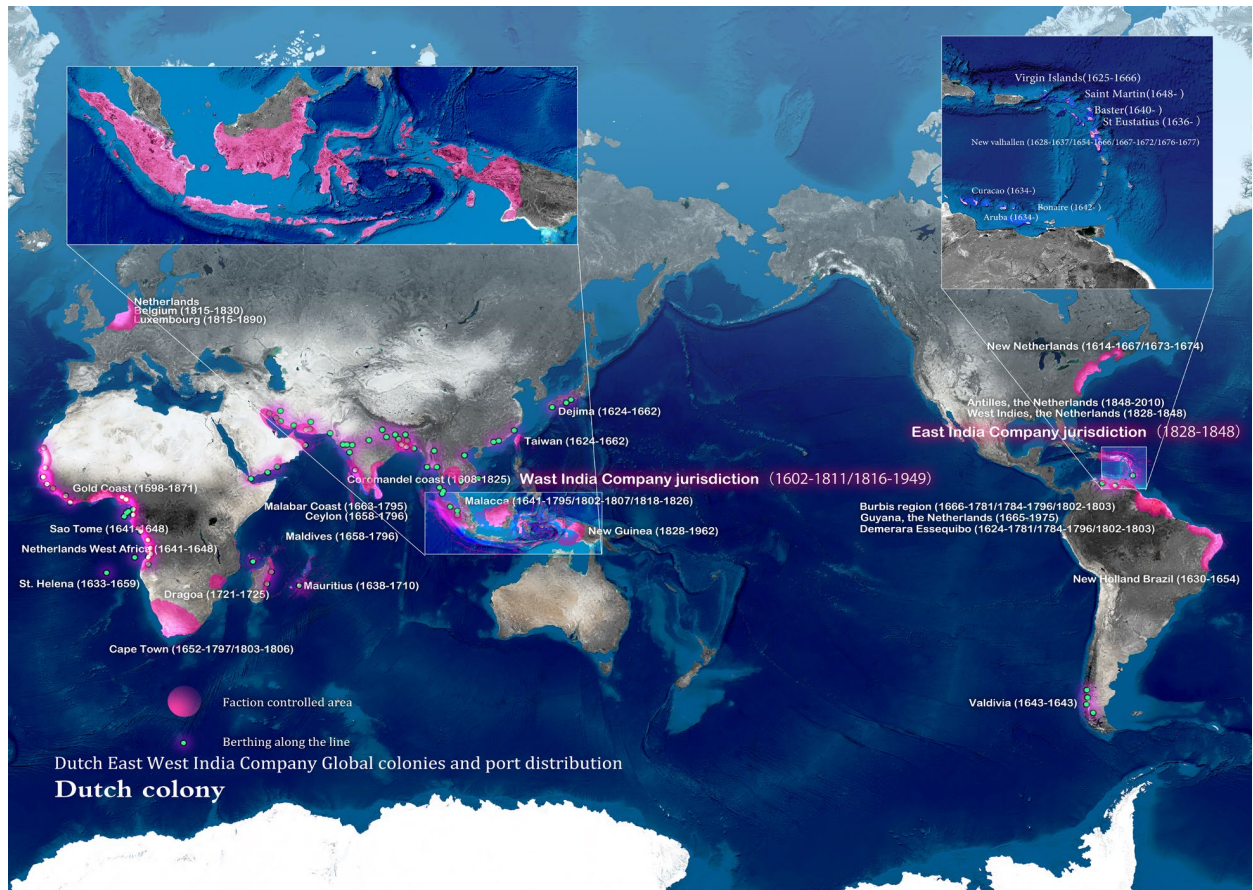 Virgin Islands(1625-1666)
Saint Martin(1648- )
Baster(1640- )
St Eustatius (1636- )
New valhallen (1628-1637/1654-1666/1667-1672/1676-1677)
Curacao (1634-)
Bonaire (1642- )
Aruba (1634-)
Netherlands
Belgium (1815-1830)
Luxembourg (1815-1890)
New Netherlands (1614-1667/1673-1674)
Antilles, the Netherlands (1848-2010)
West Indies, the Netherlands (1828-1848)
East India Company jurisdiction (1828-1848)
Dejima (1624-1662)
Taiwan (1624-1662)
Coromandel coast (1608-1825)
Wast India Company jurisdiction (1602-1811/1816-1949)
Gold Coast (1598-1871)
Malacca (1641-1795/1802-1807/1818-1826)
Malabar Coast (1663-1795)
Ceylon (1658-1796)
Burbis region (1666-1781/1784-1796/1802-1803)
Guyana, the Netherlands (1665-1975)
Demerara Essequibo (1624-1781/1784-1796/1802-1803)
Sao Tome (1641-1648)
New Guinea (1828-1962)
Maldives (1658-1796)
Netherlands West Africa (1641-1648)
St. Helena (1633-1659)
Dragoa (1721-1725)
Mauritius (1638-1710)
New Holland Brazil (1630-1654)
Cape Town (1652-1797/1803-1806)
Valdivia (1643-1643)
Faction controlled area
Berthing along the line
Dutch East West India Company Global colonies and port distribution
Dutch colony